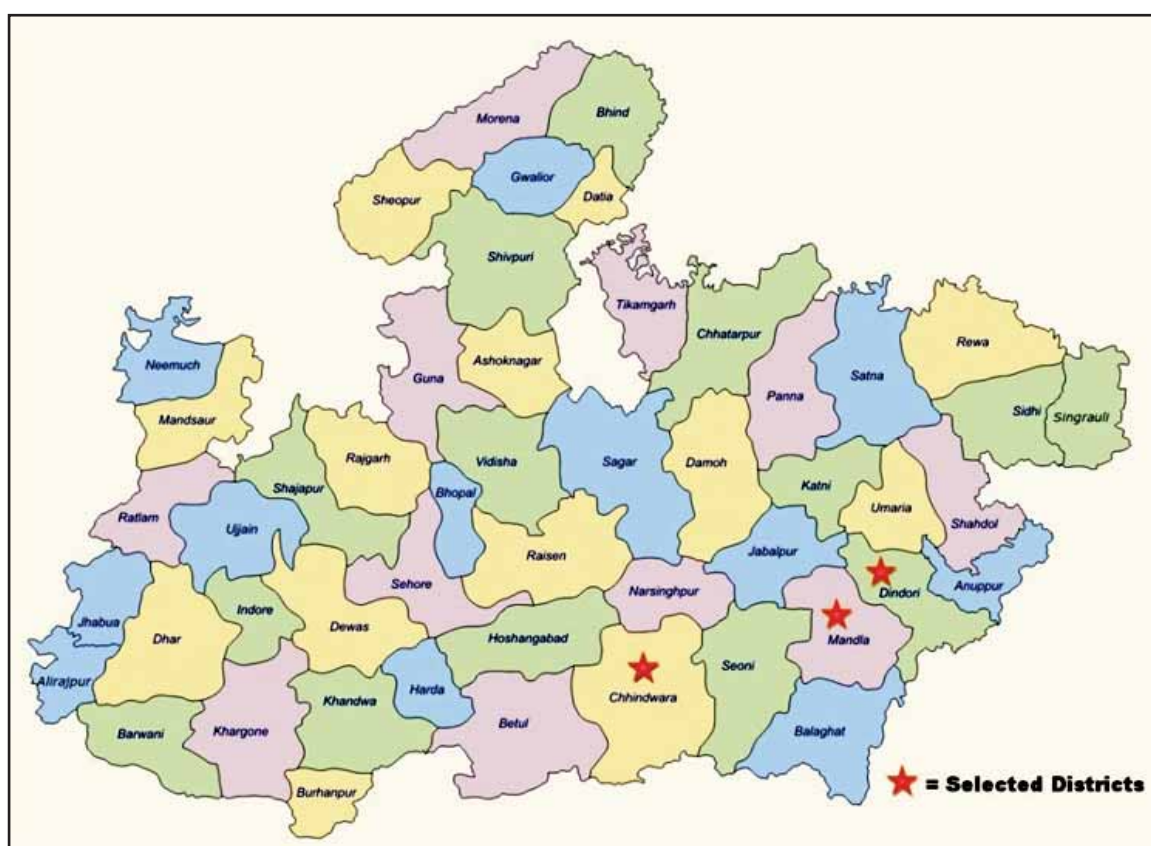 Morena
Bhind
Gwalior
Sheopur
Datia
Shivpuri
Tikamgarh
Chhatarpur
Neemuch
Guna
Ashoknagar
Panna
Satna
Rewa
Mandsaur
Sidhi
Singrauli
Rajgarh
Vidisha
Sagar
Damoh
Shajapur
Bhopal
Katni
Umaria
Ratlam
Ujjain
Shahdol
Raisen
Jabalpur
Sehore
Narsinghpur
Dindori
Anuppur
Jhabua
Indore
Dhar
Dewas
Hoshangabad
Mandla
Seoni
Alirajpur
Khandwa
Harda
Chhindwara
Barwani
Khargone
Betul
Balaghat
Burhanpur
= Selected Districts